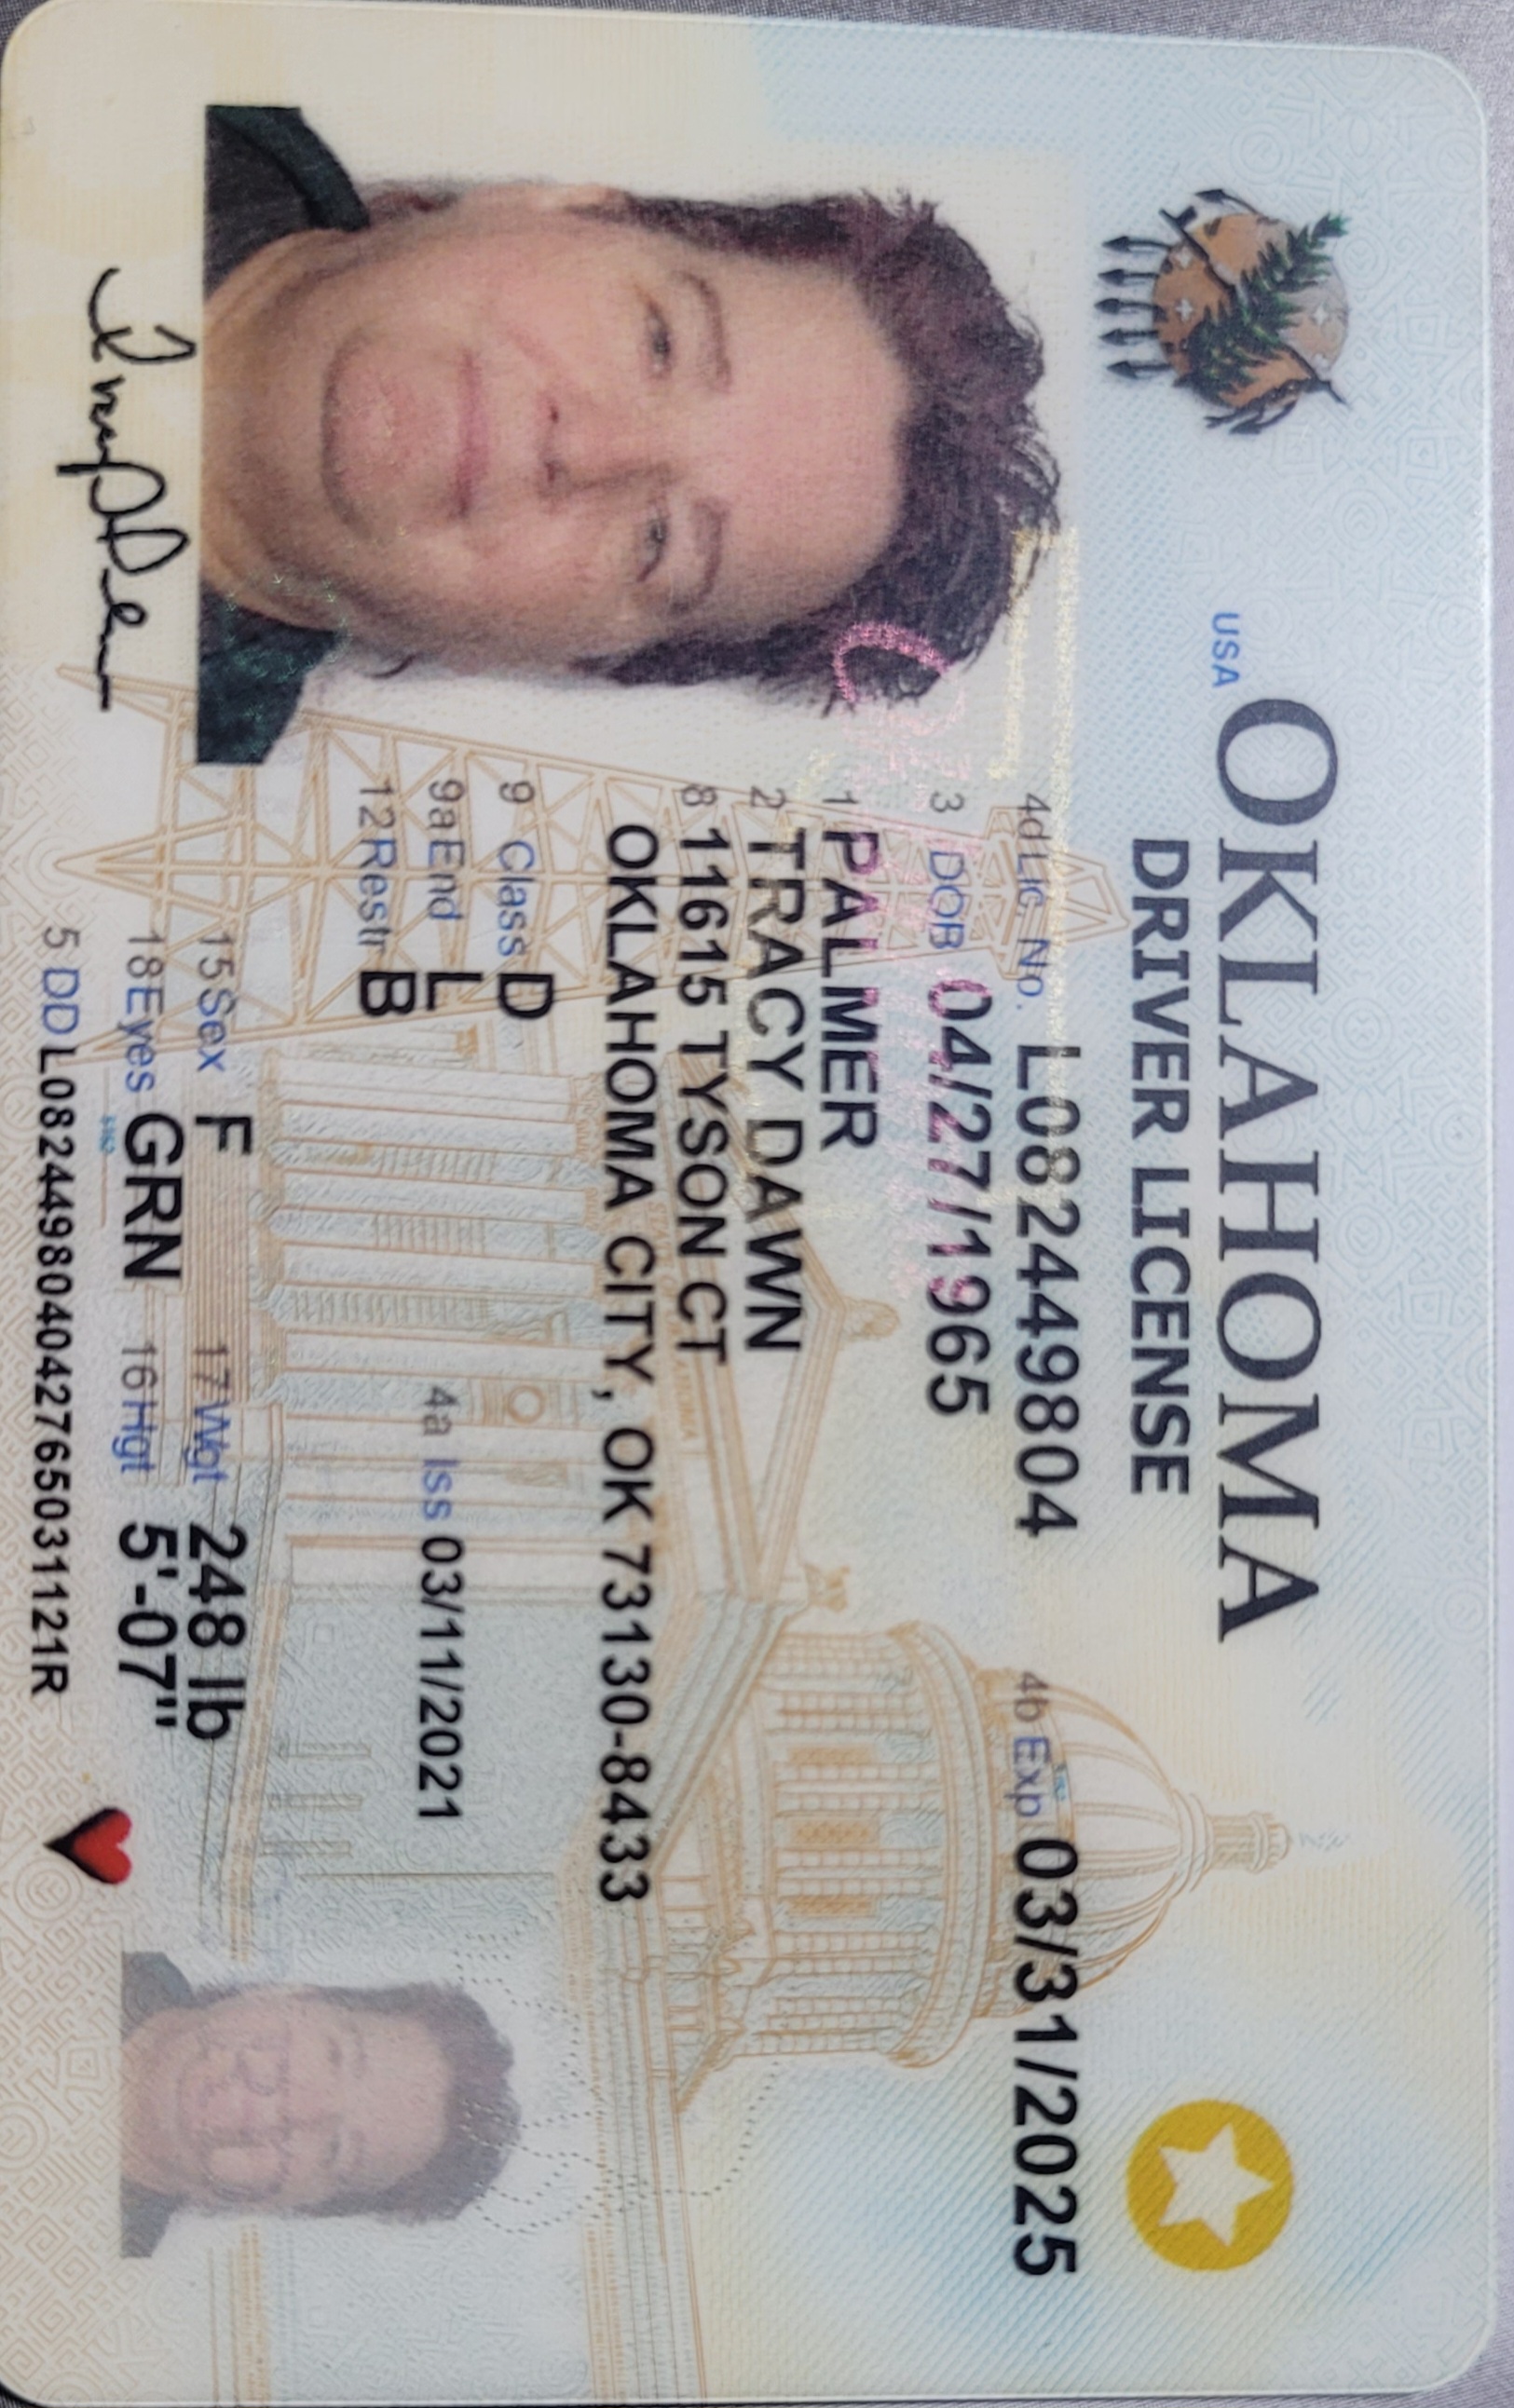 USA OKLAHOMA
DRIVER LICENSE
4d Lic. No. L082449804 4b Exp 03/31/2025
3 DOB 04/27/1965
Oklahoma
1 PALMER
2 TRACY DAWN
8 11615 TYSON CT
OKLAHOMA CITY, OK 73130-8433
9 Class D
9a End L
4a Iss 03/11/2021
12 Restr B
15 Sex F 17 Wgt 248 lb
18 Eyes GRN 16 Hgt 5'-07"
5 DD L082449804042765031121R